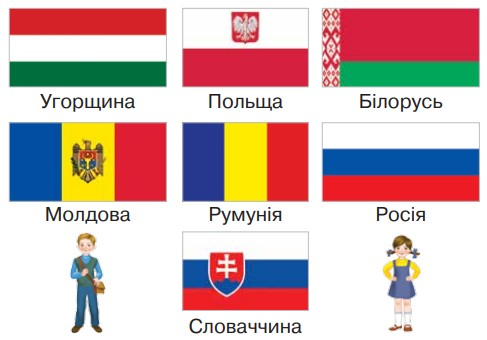 Угорщина Польща Білорусь
Молдова Румунія Росія
Словаччина